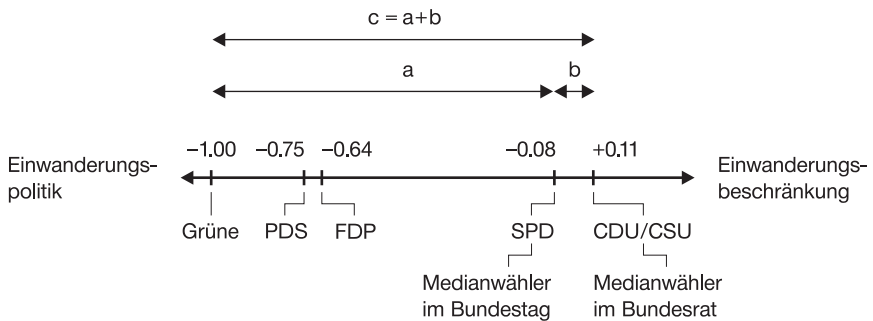 c = a+b
a b
−1.00 −0.75 −0.64 −0.08 +0.11
Einwanderungs-
politik
Einwanderungs-
beschränkung
Grüne PDS FDP SPD CDU/CSU
Medianwähler
im Bundestag
Medianwähler
im Bundesrat